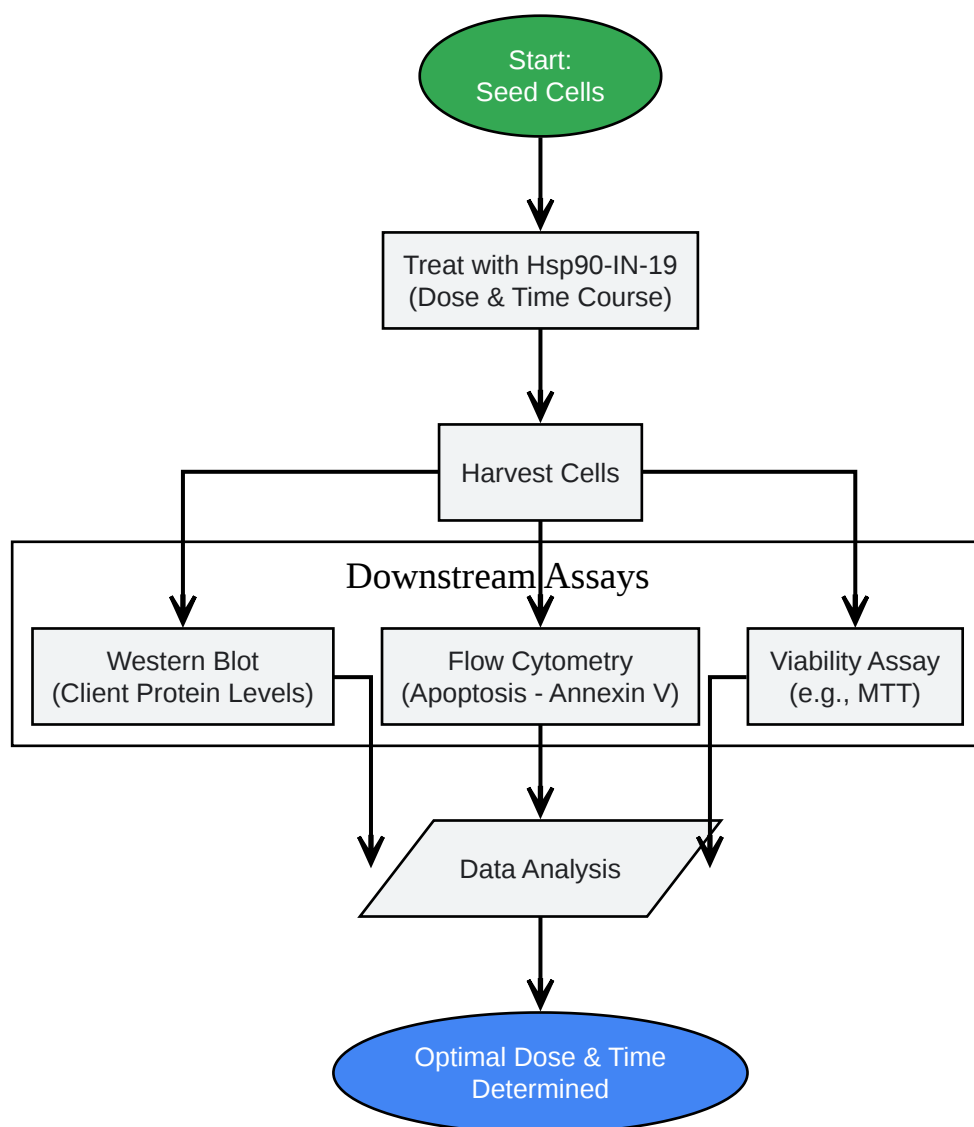 Start:
Seed Cells
Treat with Hsp90-IN-19
(Dose & Time Course)
Harvest Cells
Downstream Assays
Western Blot
(Client Protein Levels)
Flow Cytometry
(Apoptosis - Annexin V)
Viability Assay
(e.g., MTT)
Data Analysis
Optimal Dose & Time
Determined